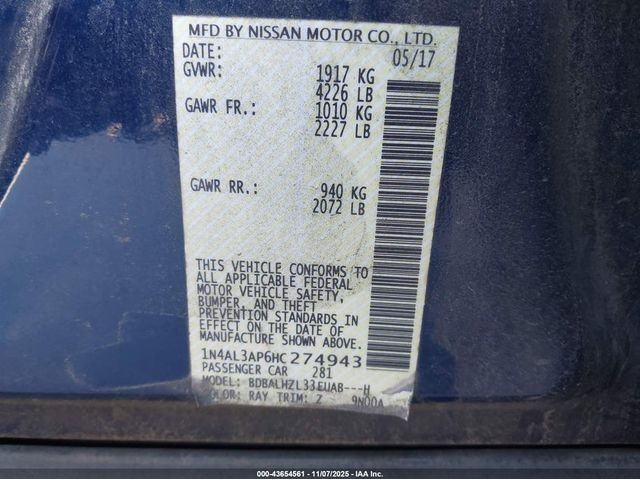 MFD BY NISSAN MOTOR CO., LTD.
DATE: 05/17
GVWR: 1917 KG
4226 LB
GAWR FR.: 1010 KG
2227 LB
GAWR RR.: 940 KG
2072 LB
THIS VEHICLE CONFORMS TO
ALL APPLICABLE FEDERAL
MOTOR VEHICLE SAFETY,
BUMPER, AND THEFT
PREVENTION STANDARDS IN
EFFECT ON THE DATE OF
MANUFACTURE SHOWN ABOVE.
1N4AL3AP6HC274943
PASSENGER CAR 281
MODEL: BDBALHZL33EUAB---H
COLOR: RAY TRIM: Z 9N00A
000-43654561 - 11/07/2025 - IAA Inc.